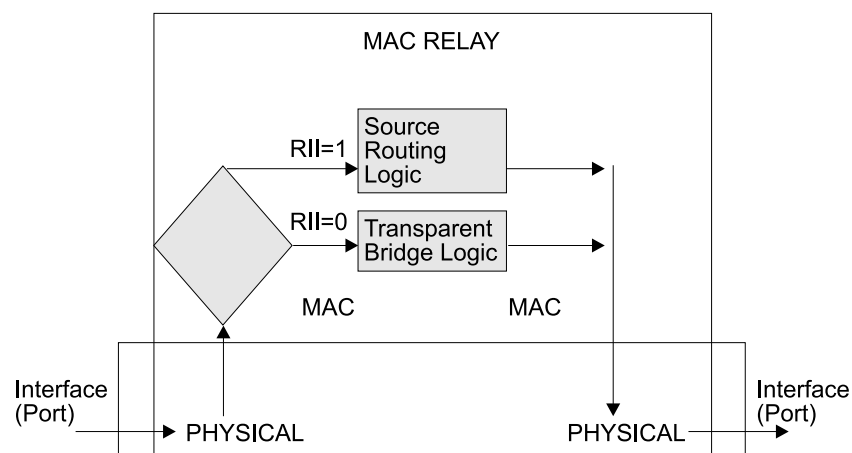 MAC RELAY
RII=1
Source
Routing
Logic
RII=0
Transparent
Bridge Logic
MAC
MAC
Interface
(Port)
PHYSICAL
PHYSICAL
Interface
(Port)